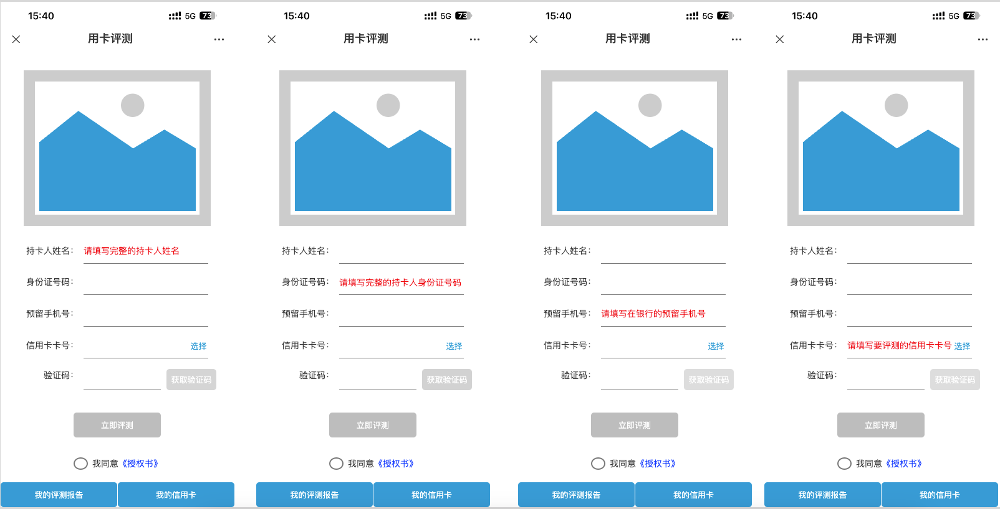 15:40
5G 73
用卡评测
持卡人姓名：
请填写完整的持卡人姓名
身份证号码：
预留手机号：
信用卡卡号：
选择
验证码：
获取验证码
立即评测
我同意《授权书》
我的评测报告
我的信用卡
15:40
5G 73
用卡评测
持卡人姓名：
身份证号码：
请填写完整的持卡人身份证号码
预留手机号：
信用卡卡号：
选择
验证码：
获取验证码
立即评测
我同意《授权书》
我的评测报告
我的信用卡
15:40
5G 73
用卡评测
持卡人姓名：
身份证号码：
预留手机号：
请填写在银行的预留手机号
信用卡卡号：
选择
验证码：
获取验证码
立即评测
我同意《授权书》
我的评测报告
我的信用卡
15:40
5G 73
用卡评测
持卡人姓名：
身份证号码：
预留手机号：
信用卡卡号：
请填写要评测的信用卡卡号
选择
验证码：
获取验证码
立即评测
我同意《授权书》
我的评测报告
我的信用卡